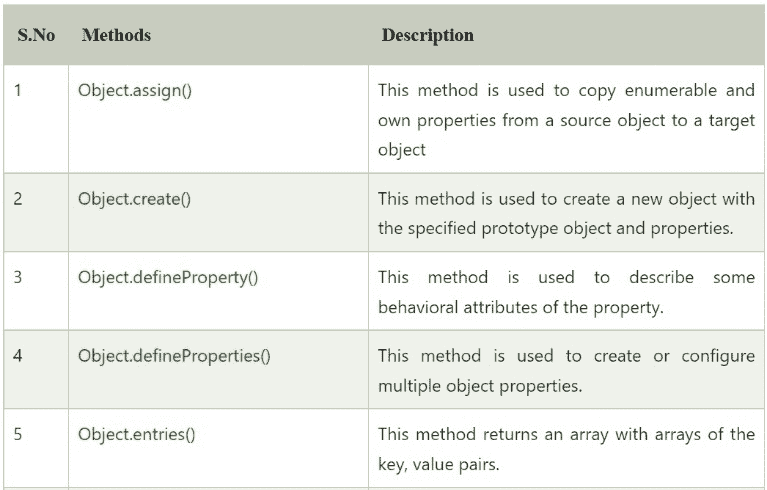 S.No Methods Description
1 Object.assign() This method is used to copy enumerable and
own properties from a source object to a target
object
2 Object.create() This method is used to create a new object with
the specified prototype object and properties.
3 Object.defineProperty() This method is used to describe some
behavioral attributes of the property.
4 Object.defineProperties() This method is used to create or configure
multiple object properties.
5 Object.entries() This method returns an array with arrays of the
key, value pairs.